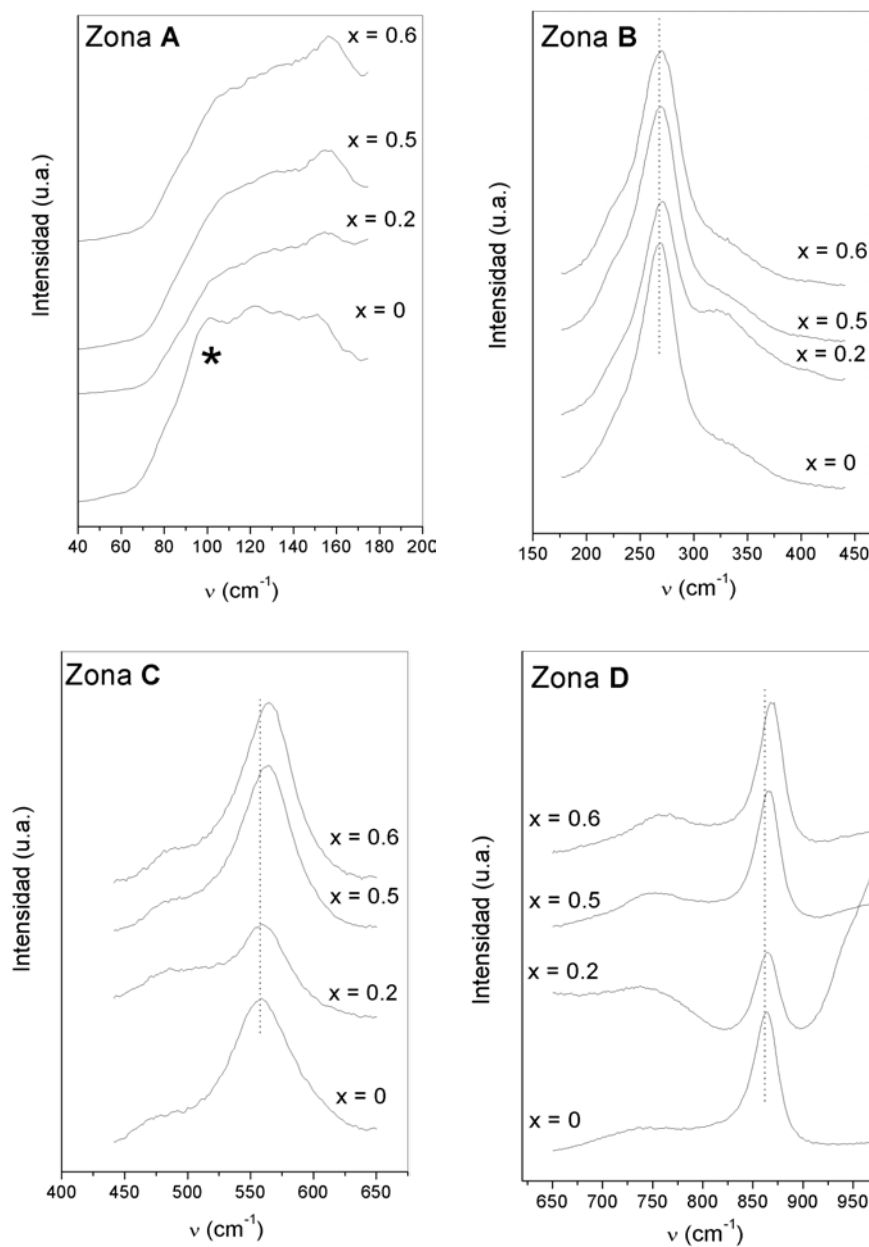 Zona A
x = 0.6
x = 0.5
x = 0.2
x = 0
*
Intensidad (u.a.)
40 60 80 100 120 140 160 180 200
ν (cm⁻¹)
Zona B
x = 0.6
x = 0.5
x = 0.2
x = 0
Intensidad (u.a.)
150 200 250 300 350 400 450
ν (cm⁻¹)
Zona C
x = 0.6
x = 0.5
x = 0.2
x = 0
Intensidad (u.a.)
400 450 500 550 600 650
ν (cm⁻¹)
Zona D
x = 0.6
x = 0.5
x = 0.2
x = 0
Intensidad (u.a.)
650 700 750 800 850 900 950
ν (cm⁻¹)